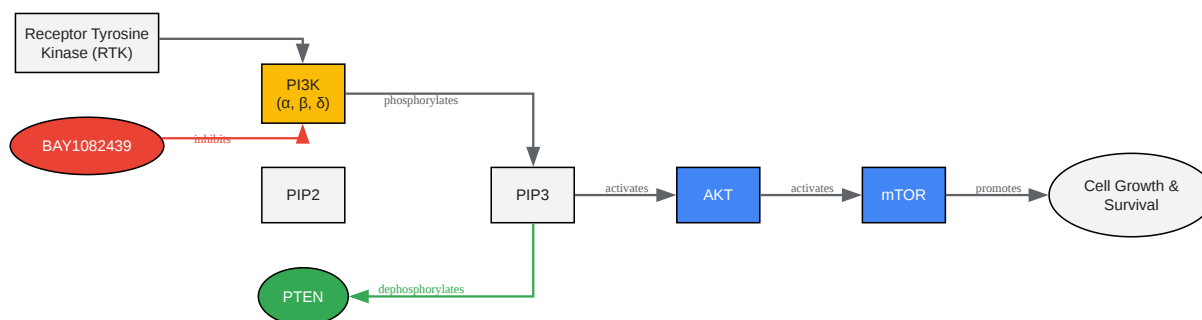 Receptor Tyrosine
Kinase (RTK)
PI3K
(α, β, δ)
phosphorylates
BAY1082439
inhibits
PIP2
PIP3
activates
AKT
activates
mTOR
promotes
Cell Growth &
Survival
PTEN
dephosphorylates